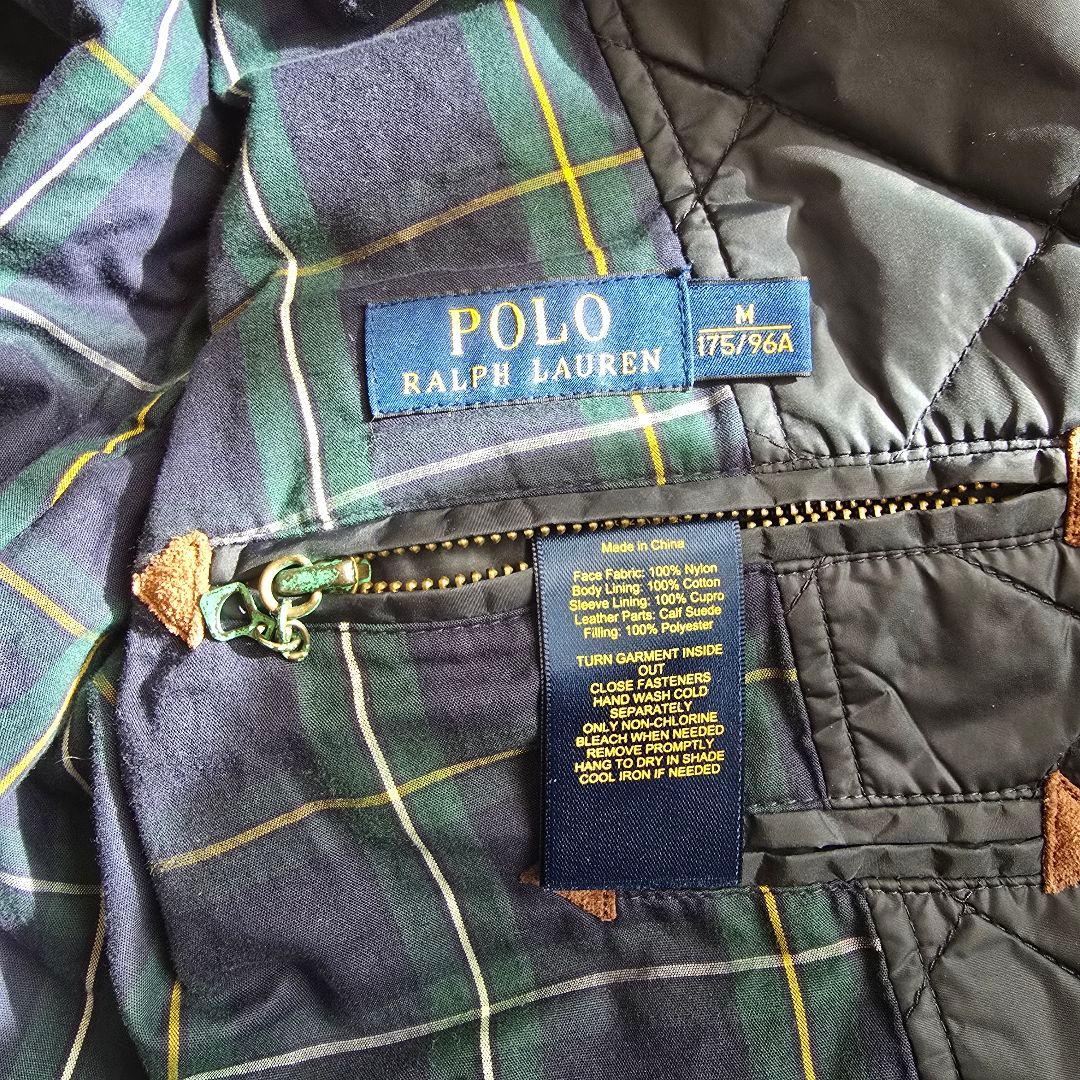 POLO
RALPH LAUREN
M
175/96A
Made in China
Face Fabric: 100% Nylon
Body Lining: 100% Cotton
Sleeve Lining: 100% Cupro
Leather Parts: Calf Suede
Filling: 100% Polyester
TURN GARMENT INSIDE
OUT
CLOSE FASTENERS
HAND WASH COLD
SEPARATELY
ONLY NON-CHLORINE
BLEACH WHEN NEEDED
REMOVE PROMPTLY
HANG TO DRY IN SHADE
COOL IRON IF NEEDED